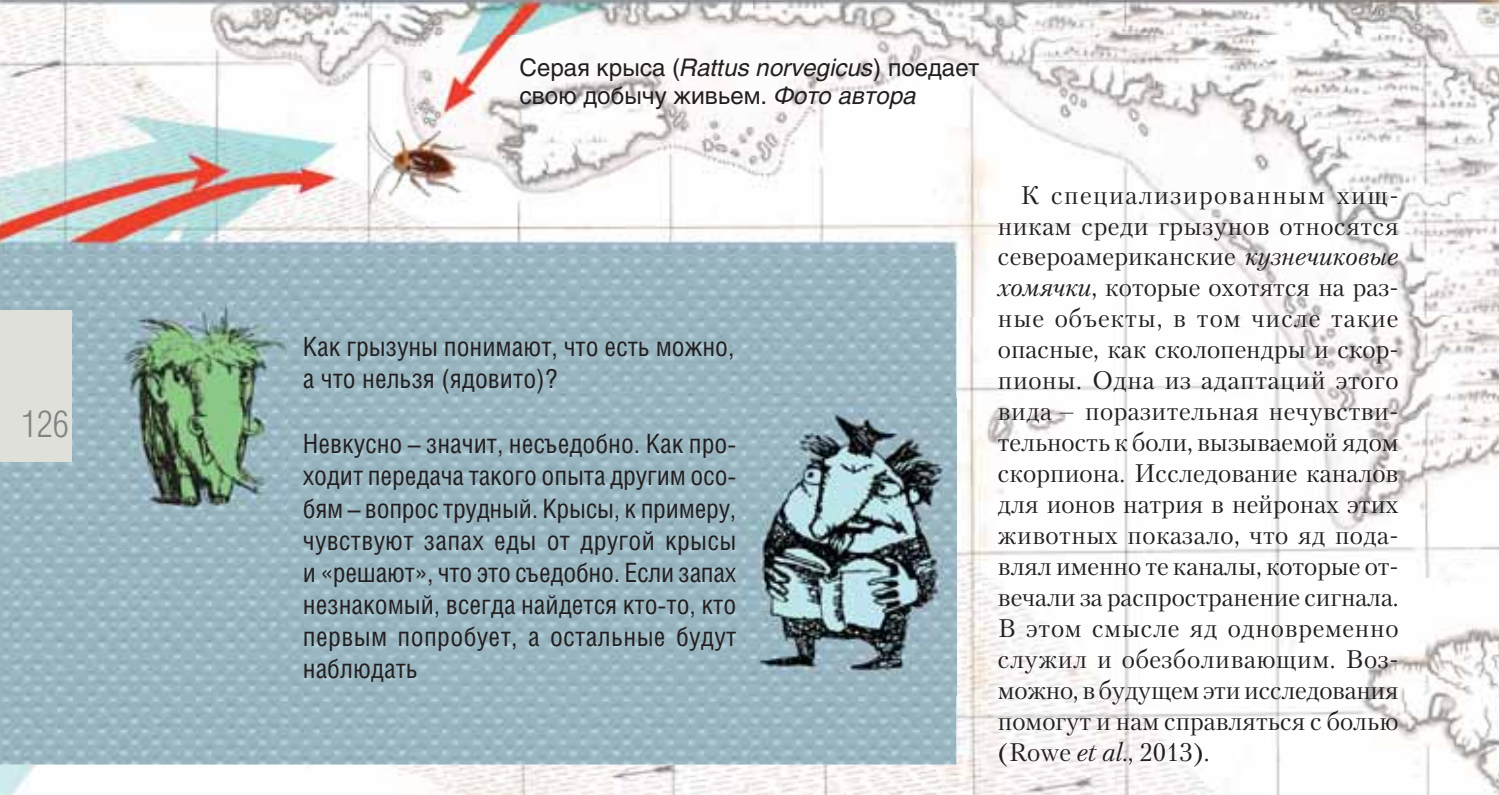 Серая крыса (Rattus norvegicus) поедает
свою добычу живьем. Фото автора
126
Как грызуны понимают, что есть можно,
а что нельзя (ядовито)?
Невкусно – значит, несъедобно. Как про-
ходит передача такого опыта другим осо-
бям – вопрос трудный. Крысы, к примеру,
чувствуют запах еды от другой крысы
и «решают», что это съедобно. Если запах
незнакомый, всегда найдется кто-то, кто
первым попробует, а остальные будут
наблюдать
К специализированным хищ-
никам среди грызунов относятся
североамериканские кузнечиковые
хомячки, которые охотятся на раз-
ные объекты, в том числе такие
опасные, как сколопендры и скор-
пионы. Одна из адаптаций этого
вида – поразительная нечувстви-
тельность к боли, вызываемой ядом
скорпиона. Исследование каналов
для ионов натрия в нейронах этих
животных показало, что яд пода-
влял именно те каналы, которые от-
вечали за распространение сигнала.
В этом смысле яд одновременно
служил и обезболивающим. Воз-
можно, в будущем эти исследования
помогут и нам справляться с болью
(Rowe et al., 2013).